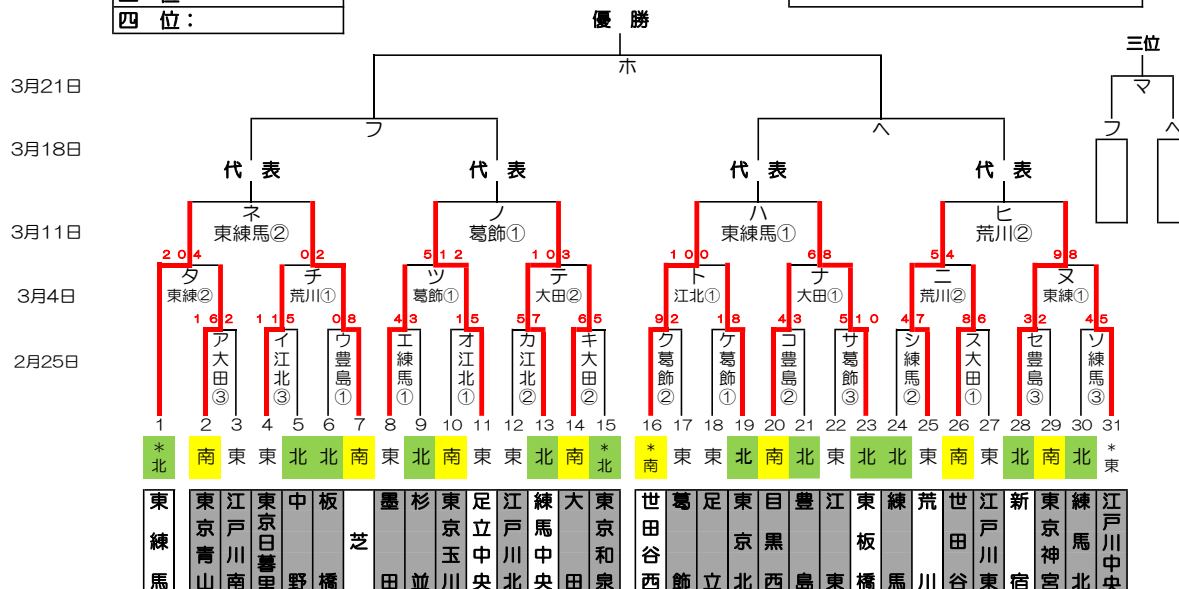 四 位：
優 勝
三位
ホ
マ
3月21日
フ ヘ
フ ヘ
3月18日
代 表 代 表 代 表 代 表
ネ ノ ハ ヒ
3月11日
東練馬② 葛飾① 東練馬① 荒川②
2 0 4 0 2 5 1 2 1 0 3 1 0 0 6 8 5 4 9 8
タ チ ツ テ ト ナ ニ ヌ
3月4日
東練② 荒川① 葛飾① 大田② 江北① 大田① 荒川② 東練①
1 6 2 1 1 5 0 8 4 3 1 5 5 7 6 5 9 2 1 8 4 3 5 1 0 4 7 8 6 3 2 4 5
2月25日
ア大田③ イ江北③ ウ豊島① エ練馬① オ江北① カ江北② キ大田② ク葛飾② ケ葛飾① コ豊島② サ葛飾③ シ練馬② ス大田① セ豊島③ ソ練馬③
1 2 3 4 5 6 7 8 9 10 11 12 13 14 15 16 17 18 19 20 21 22 23 24 25 26 27 28 29 30 31
*北 南 東 東 北 北 南 東 北 南 東 東 北 南 *北 *南 東 東 北 南 北 東 北 北 東 南 東 北 南 北 *東
東練馬
東京青山
江戸川南
東京日暮里
中野
板橋
芝
墨田
杉並
東京玉川
足立中央
江戸川北
練馬中央
大田
東京和泉
世田谷西
葛飾
足立
東京北
目黒西
豊島
江東
東板橋
練馬
荒川
世田谷
江戸川東
新宿
東京神宮
練馬北
江戸川中央